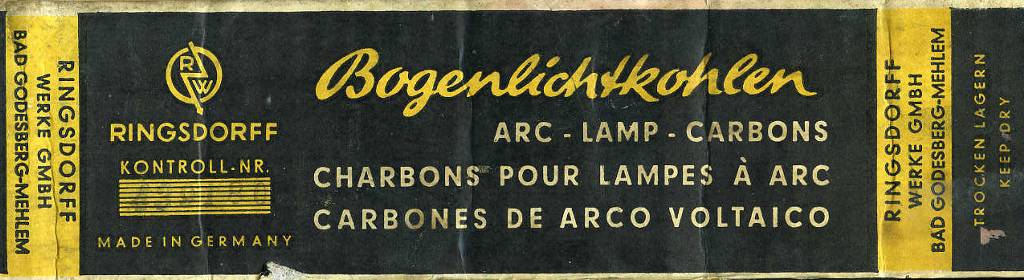 RINGSDORFF
WERKE GMBH
BAD GODESBERG-MEHLEM
R W
RINGSDORFF
KONTROLL-NR.
MADE IN GERMANY
Bogenlichtkohlen
ARC - LAMP - CARBONS
CHARBONS POUR LAMPES À ARC
CARBONES DE ARCO VOLTAICO
RINGSDORFF
WERKE GMBH
BAD GODESBERG-MEHLEM
TROCKEN LAGERN
KEEP DRY